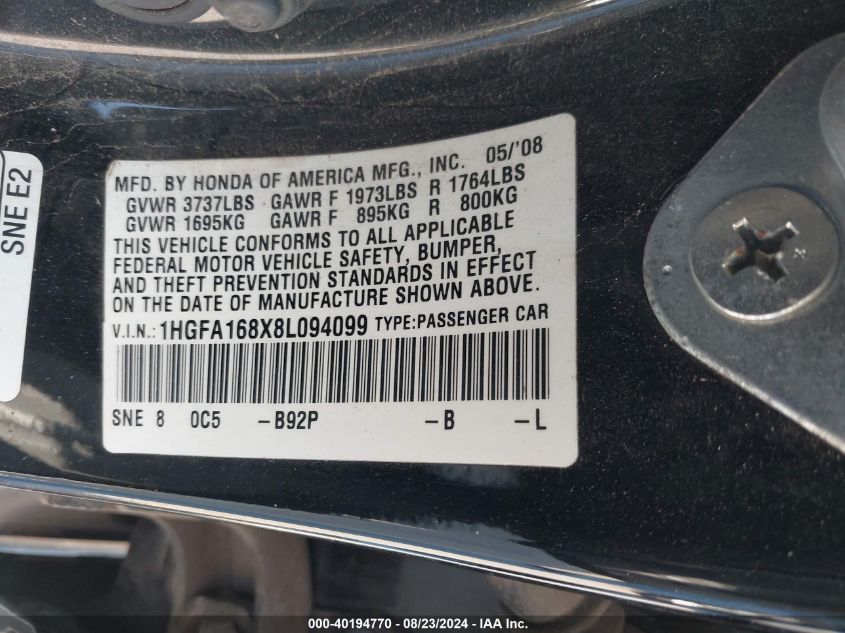 SNE E2
MFD. BY HONDA OF AMERICA MFG., INC. 05/'08
GVWR 3737LBS GAWR F 1973LBS R 1764LBS
GVWR 1695KG GAWR F 895KG R 800KG
THIS VEHICLE CONFORMS TO ALL APPLICABLE
FEDERAL MOTOR VEHICLE SAFETY, BUMPER,
AND THEFT PREVENTION STANDARDS IN EFFECT
ON THE DATE OF MANUFACTURE SHOWN ABOVE.
V.I.N.: 1HGFA168X8L094099 TYPE:PASSENGER CAR
SNE 8 0C5 -B92P -B -L
000-40194770 - 08/23/2024 - IAA Inc.